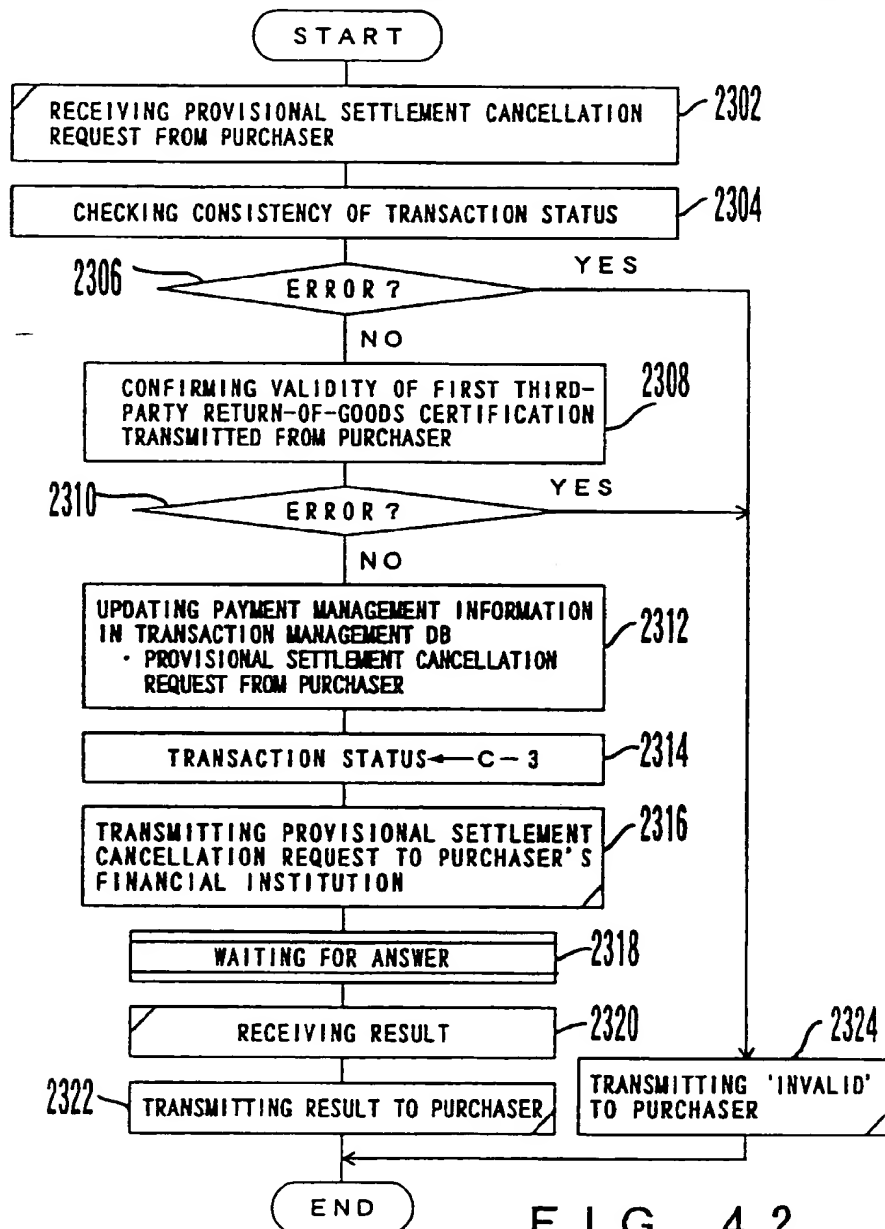 START
RECEIVING PROVISIONAL SETTLEMENT CANCELLATION
REQUEST FROM PURCHASER
2302
CHECKING CONSISTENCY OF TRANSACTION STATUS
2304
2306
ERROR?
YES
NO
CONFIRMING VALIDITY OF FIRST THIRD-
PARTY RETURN-OF-GOODS CERTIFICATION
TRANSMITTED FROM PURCHASER
2308
2310
ERROR?
YES
NO
UPDATING PAYMENT MANAGEMENT INFORMATION
IN TRANSACTION MANAGEMENT DB
· PROVISIONAL SETTLEMENT CANCELLATION
REQUEST FROM PURCHASER
2312
TRANSACTION STATUS←C-3
2314
TRANSMITTING PROVISIONAL SETTLEMENT
CANCELLATION REQUEST TO PURCHASER'S
FINANCIAL INSTITUTION
2316
WAITING FOR ANSWER
2318
RECEIVING RESULT
2320
2322
TRANSMITTING RESULT TO PURCHASER
2324
TRANSMITTING 'INVALID'
TO PURCHASER
END
FIG. 42